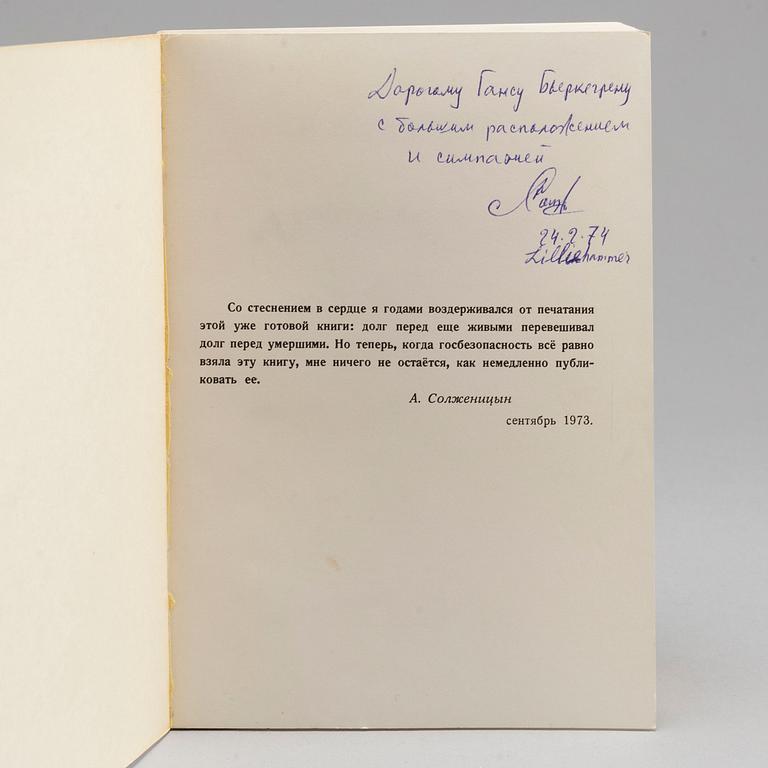 Дорогому Гансу Бьеркегрену
с большим расположением
и симпатией
24.2.74
Lillehammer
Со стеснением в сердце я годами воздерживался от печатания
этой уже готовой книги: долг перед еще живыми перевешивал
долг перед умершими. Но теперь, когда госбезопасность всё равно
взяла эту книгу, мне ничего не остаётся, как немедленно публи-
ковать ее.
А. Солженицын
сентябрь 1973.